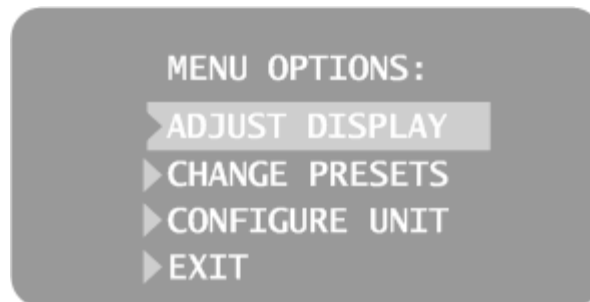 MENU OPTIONS:
ADJUST DISPLAY
CHANGE PRESETS
CONFIGURE UNIT
EXIT